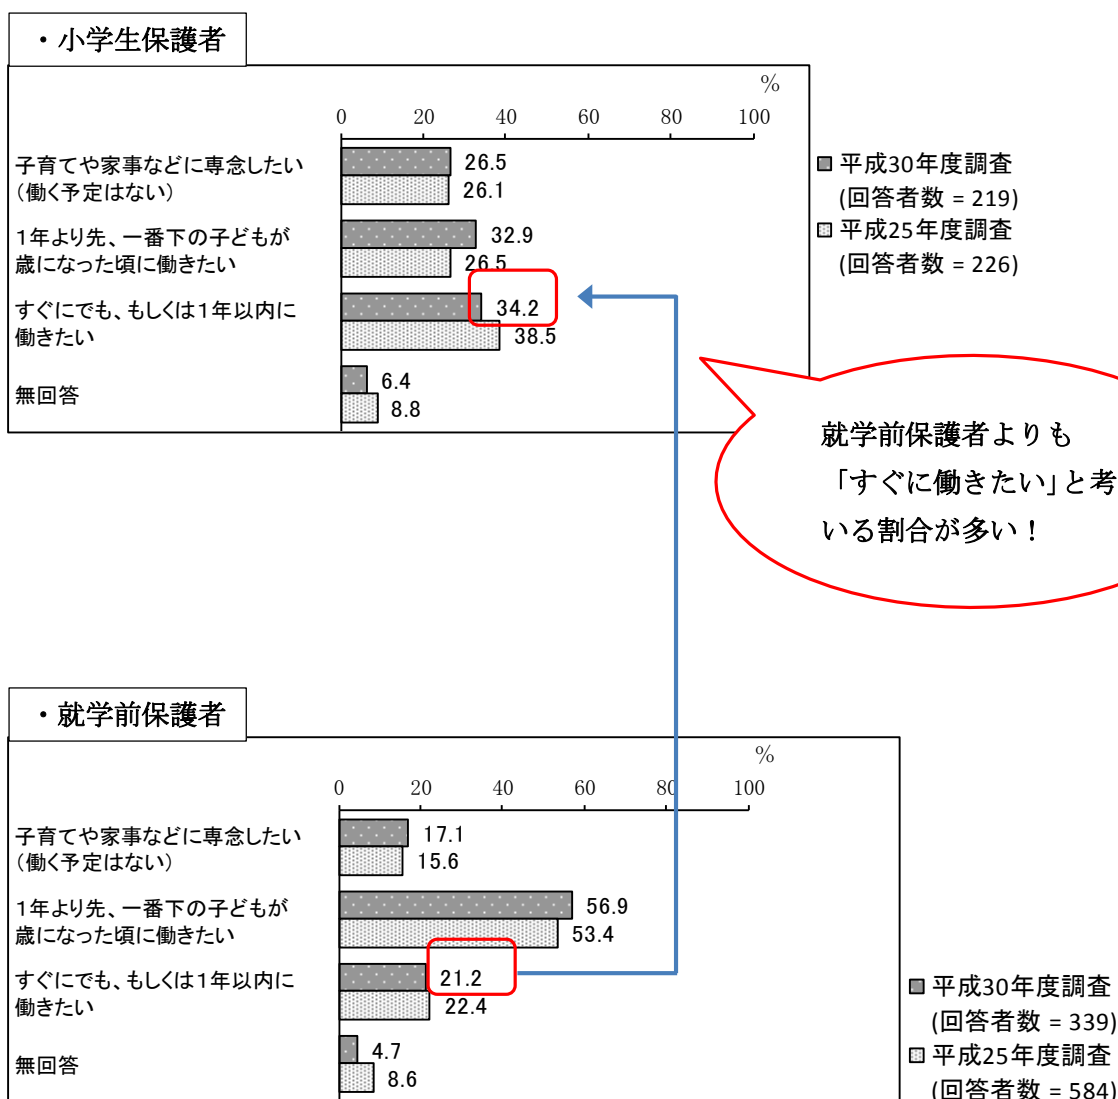 ・小学生保護者
%
0 20 40 60 80 100
子育てや家事などに専念したい
(働く予定はない)
26.5
26.1
1年より先、一番下の子どもが
歳になった頃に働きたい
32.9
26.5
すぐにでも、もしくは1年以内に
働きたい
34.2
38.5
無回答
6.4
8.8
平成30年度調査
(回答者数 = 219)
平成25年度調査
(回答者数 = 226)
就学前保護者よりも
「すぐに働きたい」と考
いる割合が多い!
・就学前保護者
%
0 20 40 60 80 100
子育てや家事などに専念したい
(働く予定はない)
17.1
15.6
1年より先、一番下の子どもが
歳になった頃に働きたい
56.9
53.4
すぐにでも、もしくは1年以内に
働きたい
21.2
22.4
無回答
4.7
8.6
平成30年度調査
(回答者数 = 339)
平成25年度調査
(回答者数 = 584)